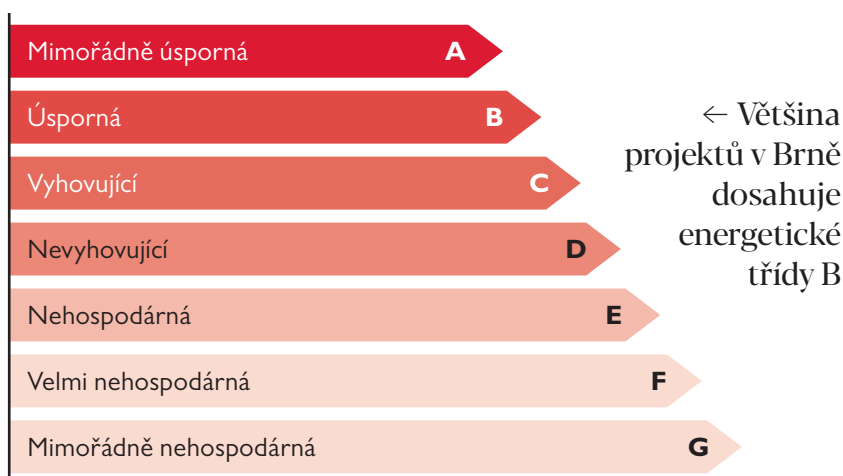 Mimořádně úsporná A
Úsporná B
Vyhovující C
Nevyhovující D
Nehospodárná E
Velmi nehospodárná F
Mimořádně nehospodárná G
← Většina
projektů v Brně
dosahuje
energetické
třídy B